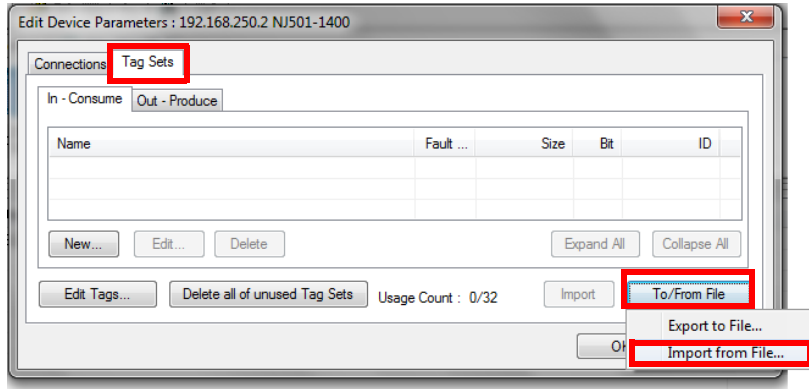 Edit Device Parameters : 192.168.250.2 NJ501-1400
Connections Tag Sets
In - Consume Out - Produce
Name Fault ... Size Bit ID
New... Edit... Delete Expand All Collapse All
Edit Tags... Delete all of unused Tag Sets Usage Count : 0/32 Import To/From File
Export to File...
Import from File...